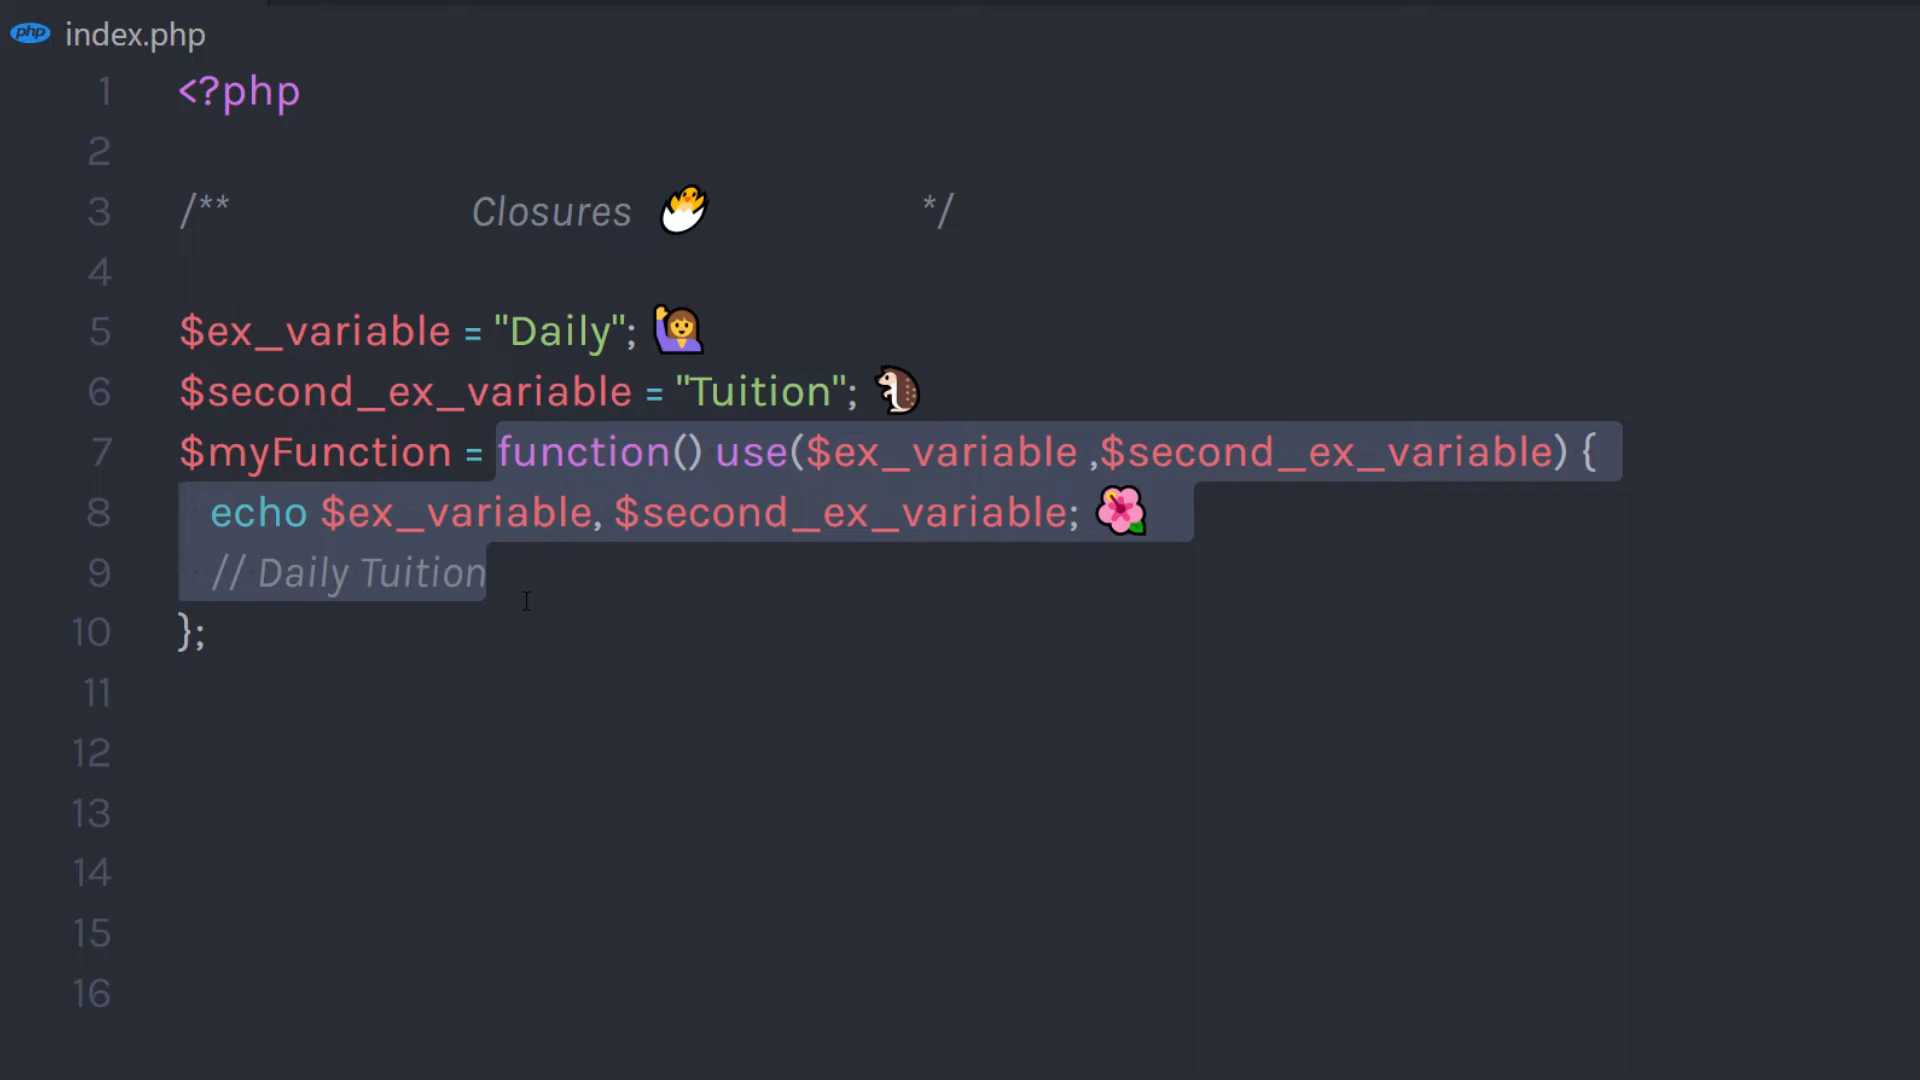 php index.php
1 <?php
2
3 /** Closures 🐣 */
4
5 $ex_variable = "Daily"; 🙋‍♀️
6 $second_ex_variable = "Tuition"; 🦔
7 $myFunction = function() use($ex_variable ,$second_ex_variable) {
8 echo $ex_variable, $second_ex_variable; 🌺
9 // Daily Tuition
10 };
11
12
13
14
15
16